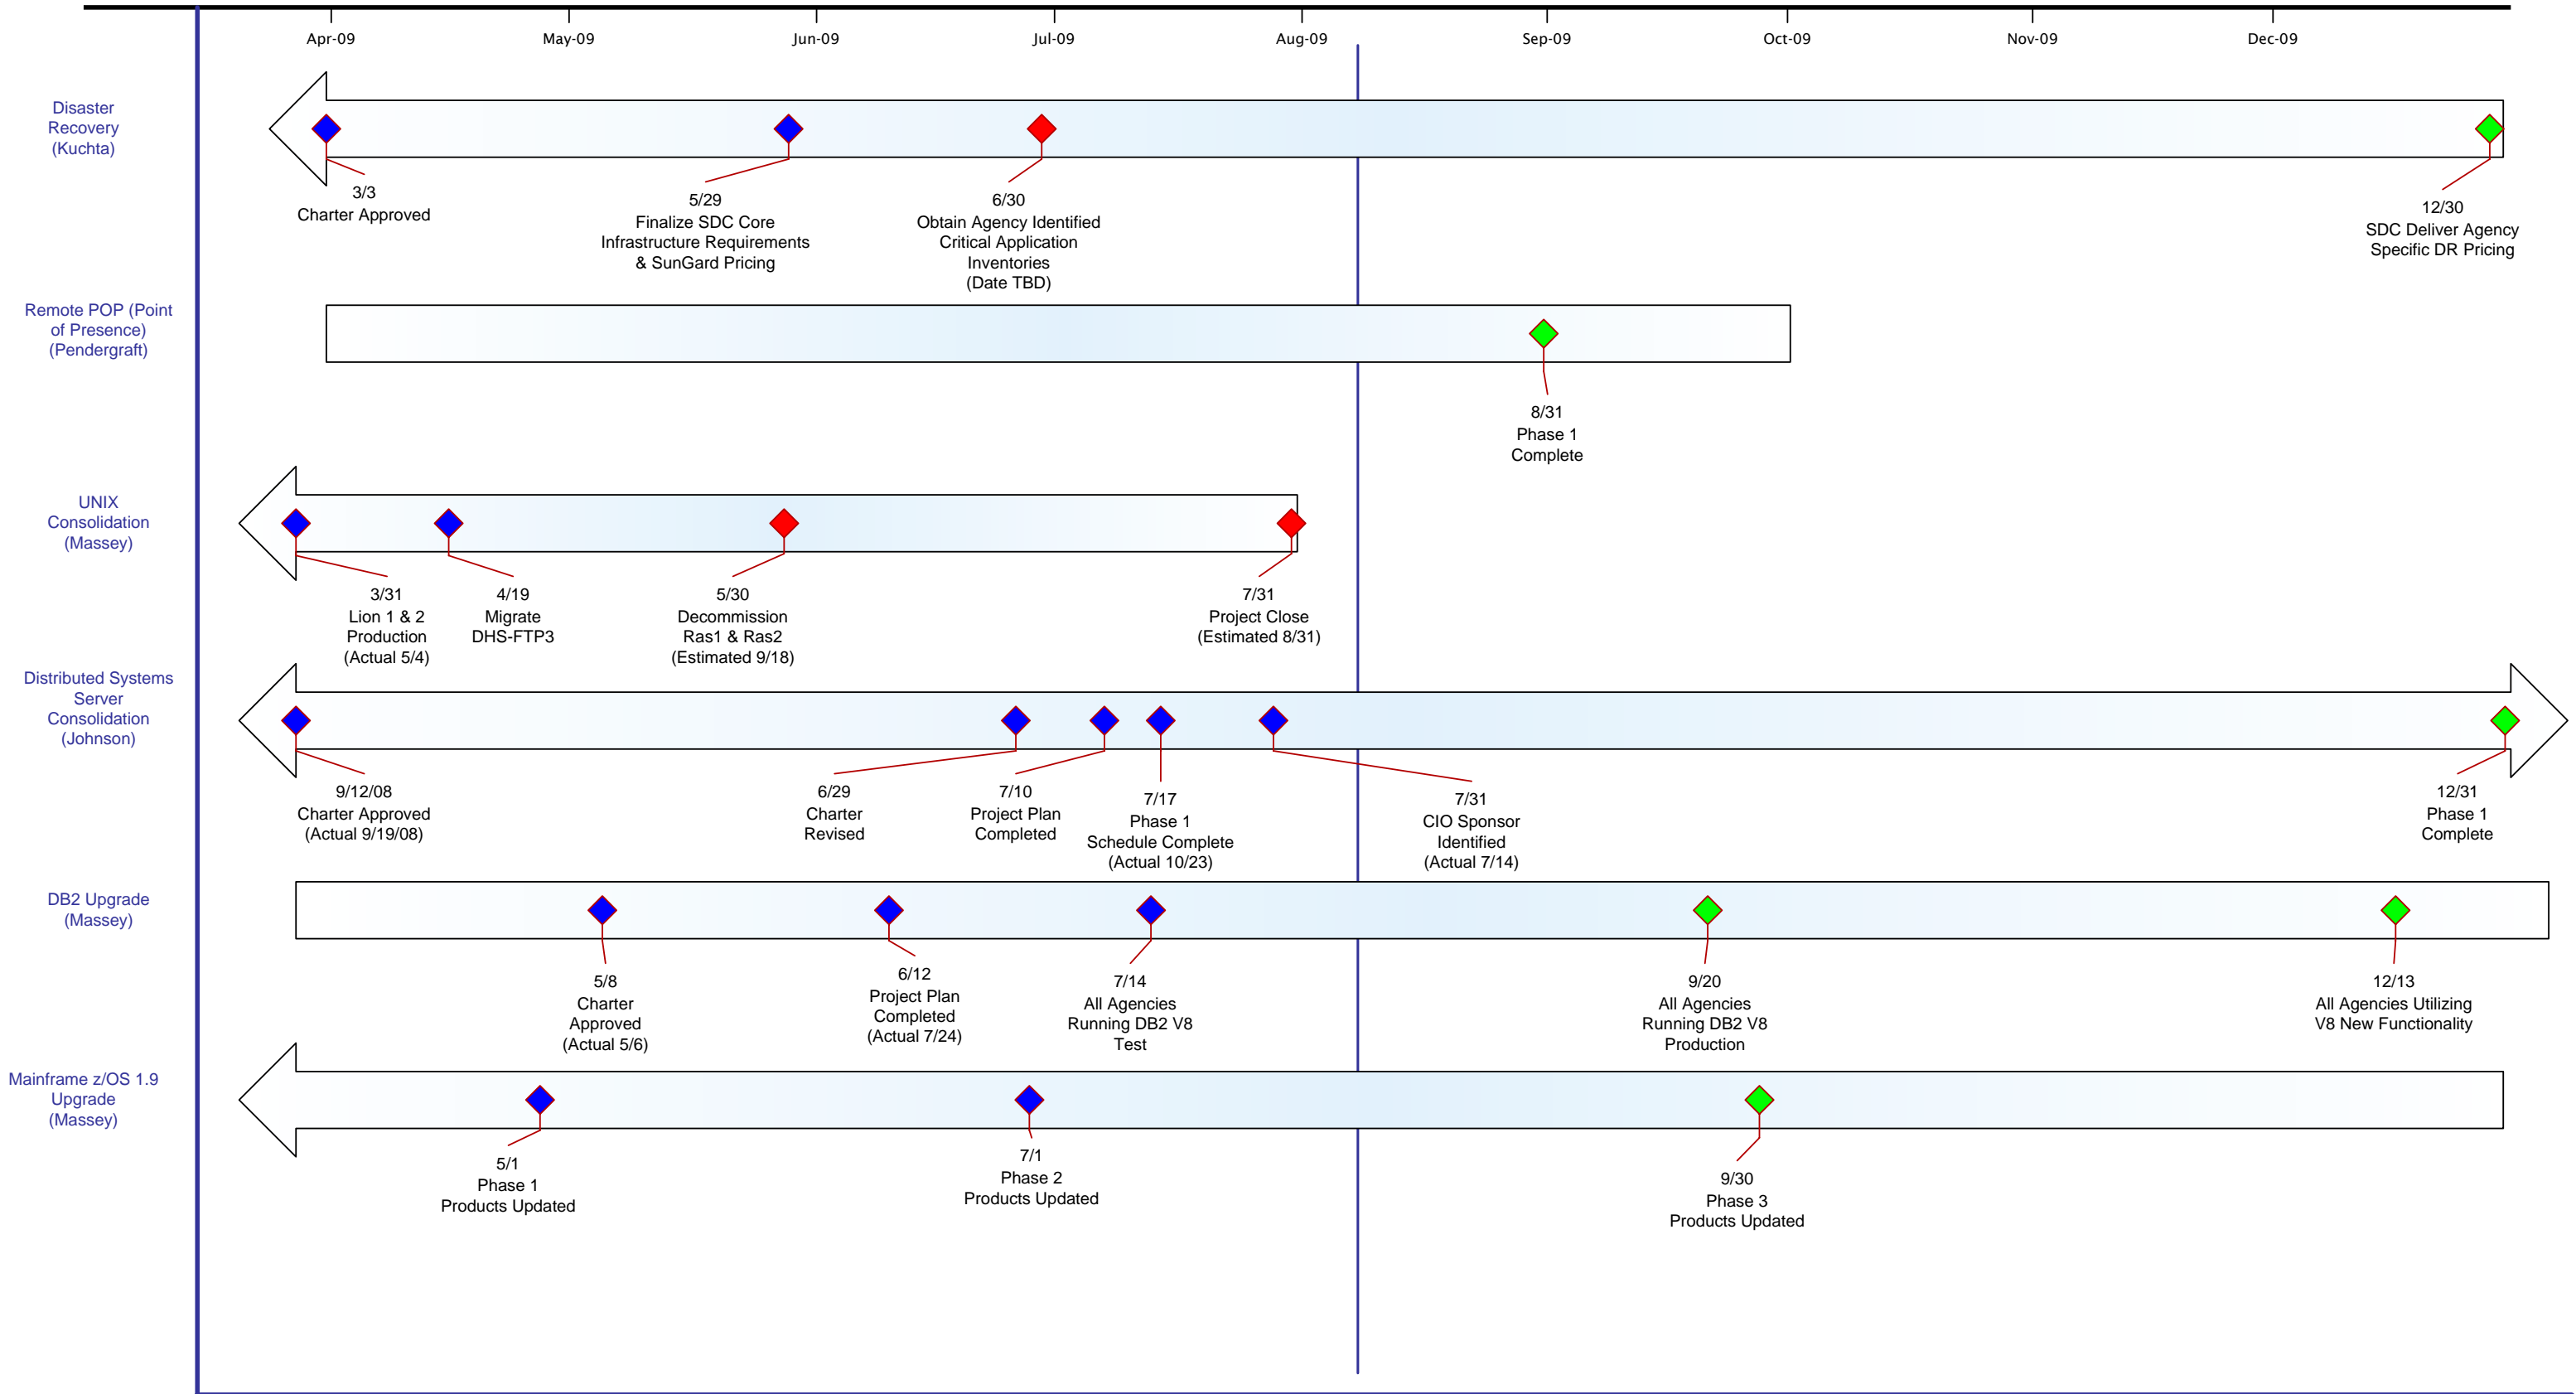 Apr-09
May-09
Jun-09
Jul-09
Aug-09
Sep-09
Oct-09
Nov-09
Dec-09
Disaster
Recovery
(Kuchta)
3/3
Charter Approved
5/29
Finalize SDC Core
Infrastructure Requirements
& SunGard Pricing
6/30
Obtain Agency Identified
Critical Application
Inventories
(Date TBD)
12/30
SDC Deliver Agency
Specific DR Pricing
Remote POP (Point
of Presence)
(Pendergraft)
8/31
Phase 1
Complete
UNIX
Consolidation
(Massey)
3/31
Lion 1 & 2
Production
(Actual 5/4)
4/19
Migrate
DHS-FTP3
5/30
Decommission
Ras1 & Ras2
(Estimated 9/18)
7/31
Project Close
(Estimated 8/31)
Distributed Systems
Server
Consolidation
(Johnson)
9/12/08
Charter Approved
(Actual 9/19/08)
6/29
Charter
Revised
7/10
Project Plan
Completed
7/17
Phase 1
Schedule Complete
(Actual 10/23)
7/31
CIO Sponsor
Identified
(Actual 7/14)
12/31
Phase 1
Complete
DB2 Upgrade
(Massey)
5/8
Charter
Approved
(Actual 5/6)
6/12
Project Plan
Completed
(Actual 7/24)
7/14
All Agencies
Running DB2 V8
Test
9/20
All Agencies
Running DB2 V8
Production
12/13
All Agencies Utilizing
V8 New Functionality
Mainframe z/OS 1.9
Upgrade
(Massey)
5/1
Phase 1
Products Updated
7/1
Phase 2
Products Updated
9/30
Phase 3
Products Updated